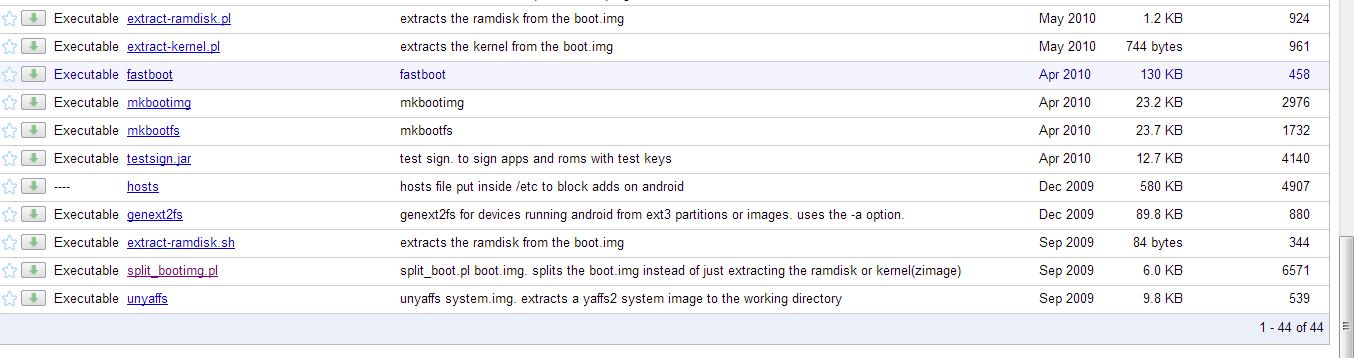 Executable extract-ramdisk.pl extracts the ramdisk from the boot.img May 2010 1.2 KB 924
Executable extract-kernel.pl extracts the kernel from the boot.img May 2010 744 bytes 961
Executable fastboot fastboot Apr 2010 130 KB 458
Executable mkbootimg mkbootimg Apr 2010 23.2 KB 2976
Executable mkbootfs mkbootfs Apr 2010 23.7 KB 1732
Executable testsign.jar test sign. to sign apps and roms with test keys Apr 2010 12.7 KB 4140
---- hosts hosts file put inside /etc to block adds on android Dec 2009 580 KB 4907
Executable genext2fs genext2fs for devices running android from ext3 partitions or images. uses the -a option. Dec 2009 89.8 KB 880
Executable extract-ramdisk.sh extracts the ramdisk from the boot.img Sep 2009 84 bytes 344
Executable split_bootimg.pl split_boot.pl boot.img. splits the boot.img instead of just extracting the ramdisk or kernel(zimage) Sep 2009 6.0 KB 6571
Executable unyaffs unyaffs system.img. extracts a yaffs2 system image to the working directory Sep 2009 9.8 KB 539
1 - 44 of 44